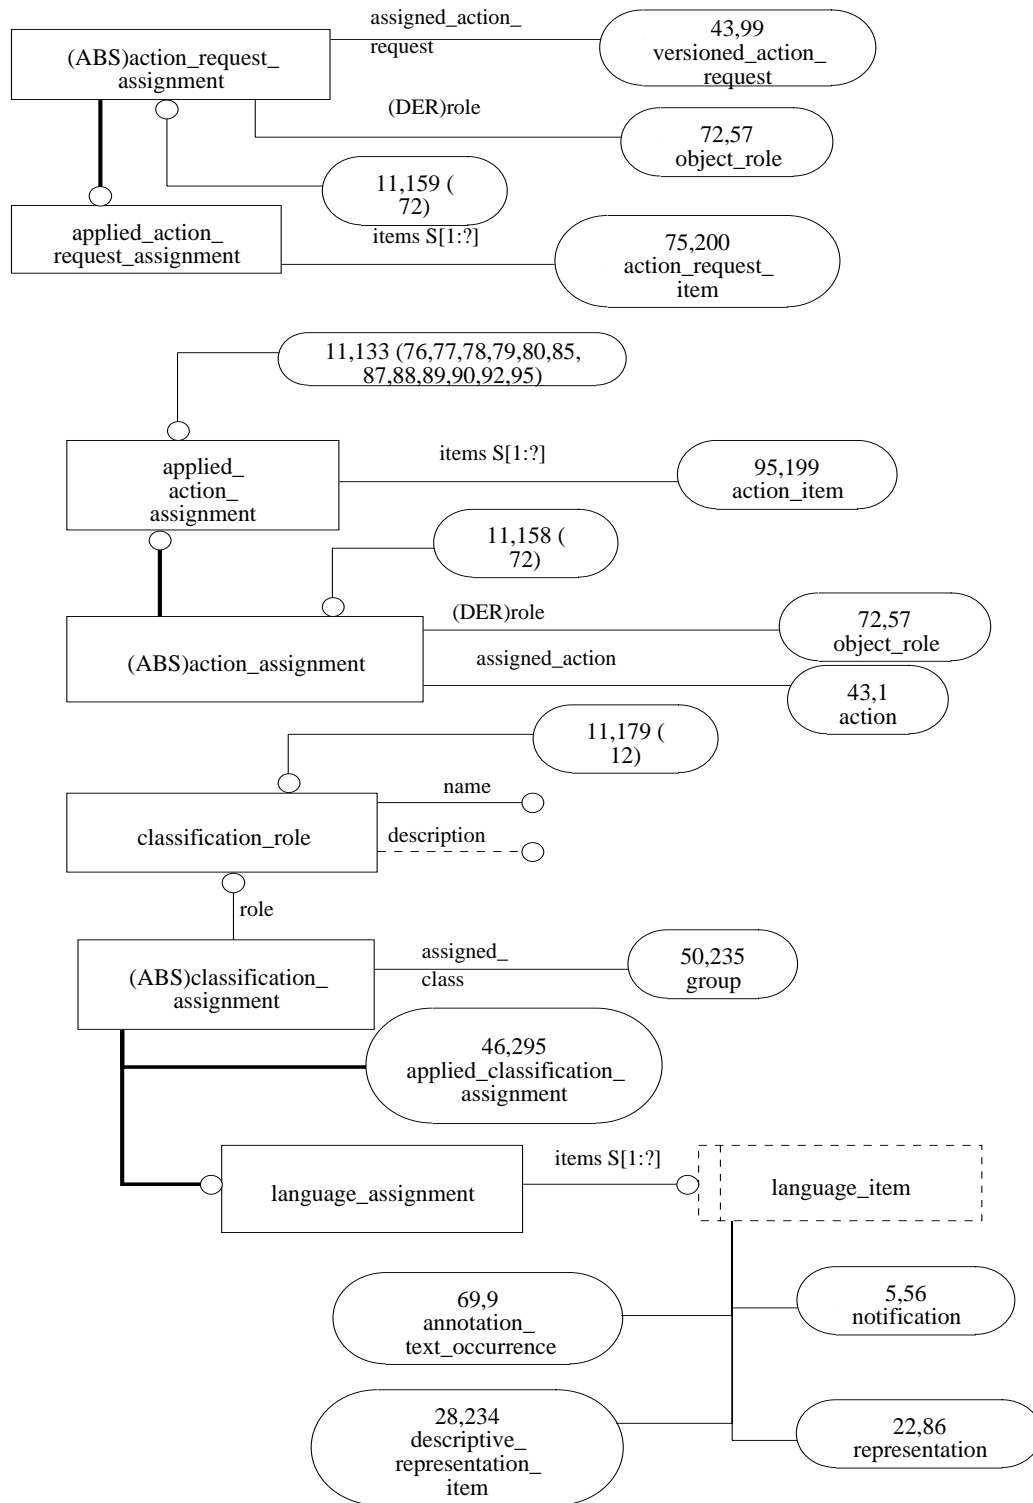 assigned_action_
request
43,99
versioned_action_
request
(ABS)action_request_
assignment
(DER)role
72,57
object_role
11,159 (
72)
applied_action_
request_assignment
items S[1:?]
75,200
action_request_
item
11,133 (76,77,78,79,80,85,
87,88,89,90,92,95)
applied_
action_
assignment
items S[1:?]
95,199
action_item
11,158 (
72)
(DER)role
72,57
object_role
(ABS)action_assignment
assigned_action
43,1
action
11,179 (
12)
name
classification_role
description
role
(ABS)classification_
assignment
assigned_
class
50,235
group
46,295
applied_classification_
assignment
language_assignment
items S[1:?]
language_item
69,9
annotation_
text_occurrence
5,56
notification
28,234
descriptive_
representation_
item
22,86
representation